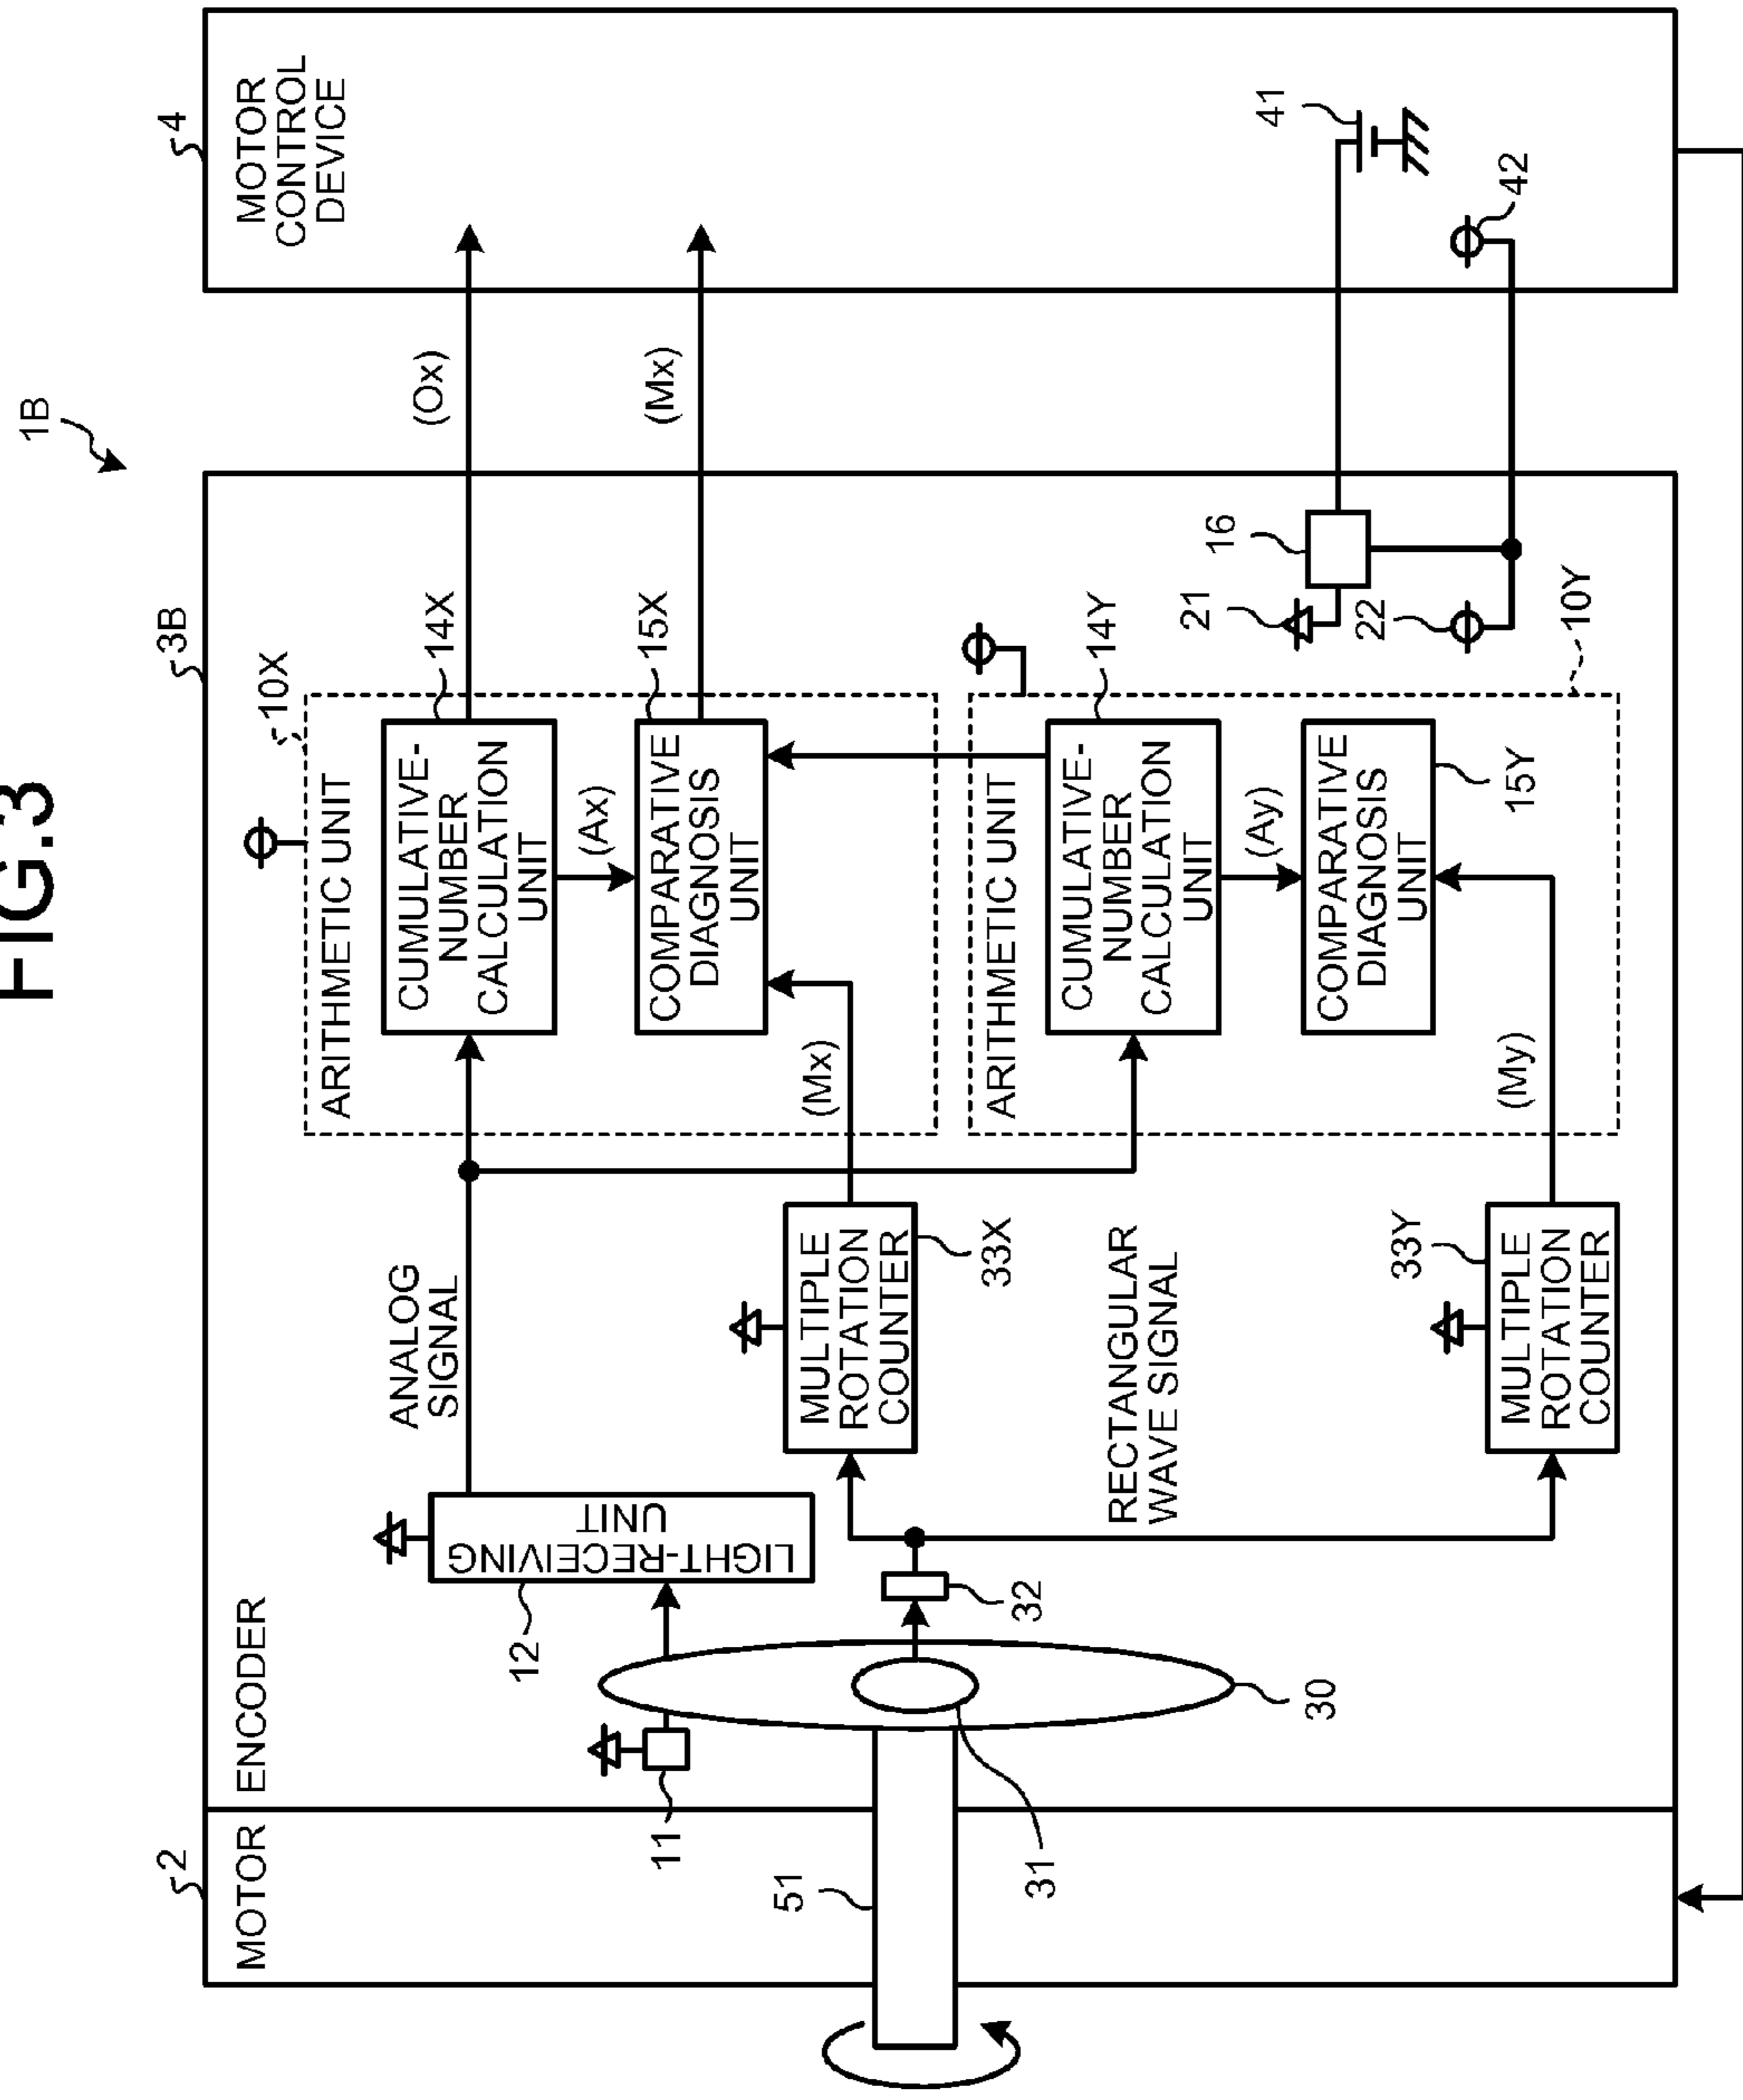 FIG.3
1B
2
3B
4
MOTOR
ENCODER
MOTOR
CONTROL
DEVICE
10X
ARITHMETIC UNIT
14X
CUMULATIVE-
NUMBER
CALCULATION
UNIT
(Ox)
ANALOG
SIGNAL
12
LIGHT-RECEIVING
UNIT
11
(Ax)
15X
COMPARATIVE
DIAGNOSIS
UNIT
(Mx)
(Mx)
51
MULTIPLE
ROTATION
COUNTER
33X
31
32
30
RECTANGULAR
WAVE SIGNAL
ARITHMETIC UNIT
14Y
CUMULATIVE-
NUMBER
CALCULATION
UNIT
21
16
41
(Ay)
22
42
COMPARATIVE
DIAGNOSIS
UNIT
15Y
10Y
33Y
MULTIPLE
ROTATION
COUNTER
(My)